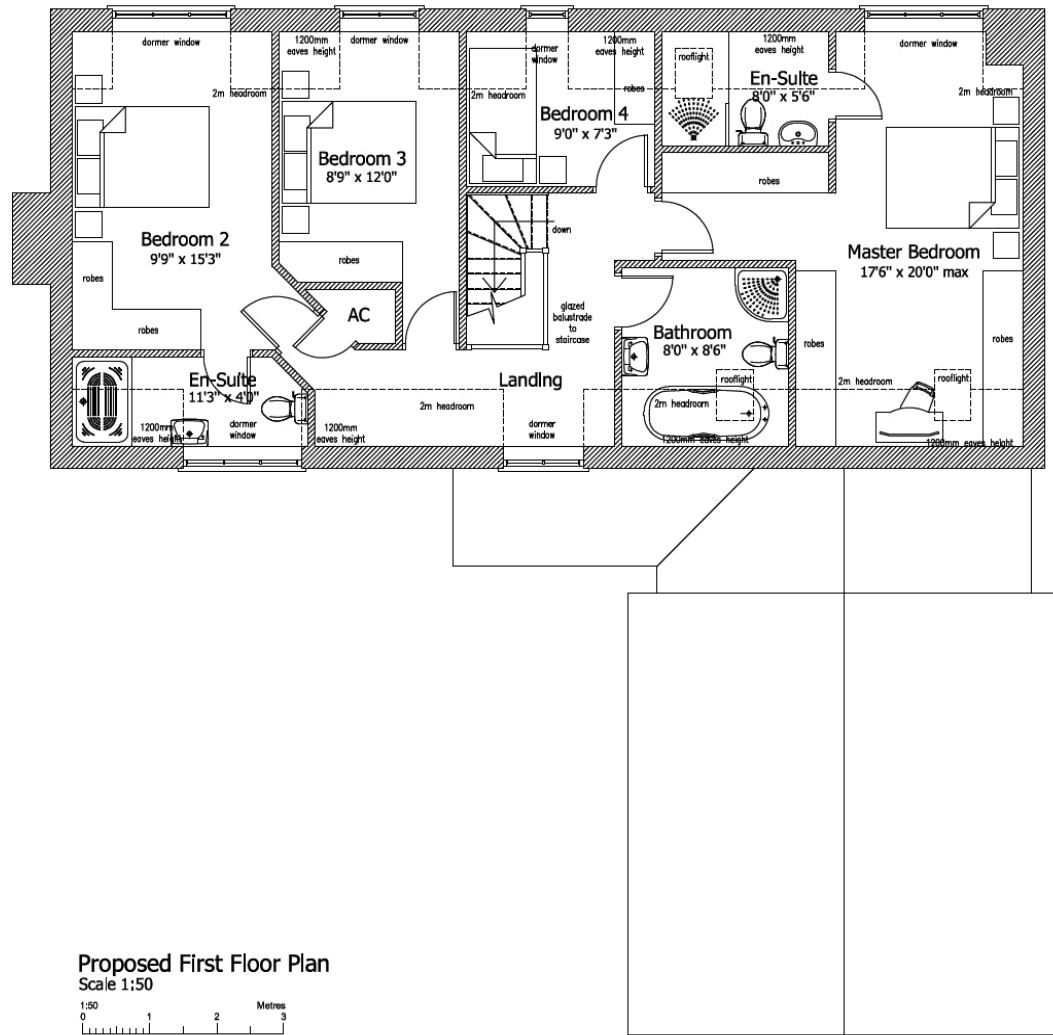 dormer window
1200mm
eaves height
dormer window
dormer
window
1200mm
eaves height
1200mm
eaves height
dormer window
rooflight
En-Suite
8'0" x 5'6"
2m headroom
2m headroom
robes
2m headroom
Bedroom 4
9'0" x 7'3"
Bedroom 3
8'9" x 12'0"
robes
Bedroom 2
9'9" x 15'3"
down
Master Bedroom
17'6" x 20'0" max
robes
robes
robes
AC
glazed
balustrade
to
staircase
Bathroom
8'0" x 8'6"
robes
robes
En-Suite
11'3" x 4'0"
Landing
rooflight
2m headroom
rooflight
2m headroom
2m headroom
1200mm
eaves height
dormer
window
1200mm
eaves height
dormer
window
1200mm eaves height
1200mm eaves height
Proposed First Floor Plan
Scale 1:50
1:50 Metres
0 1 2 3